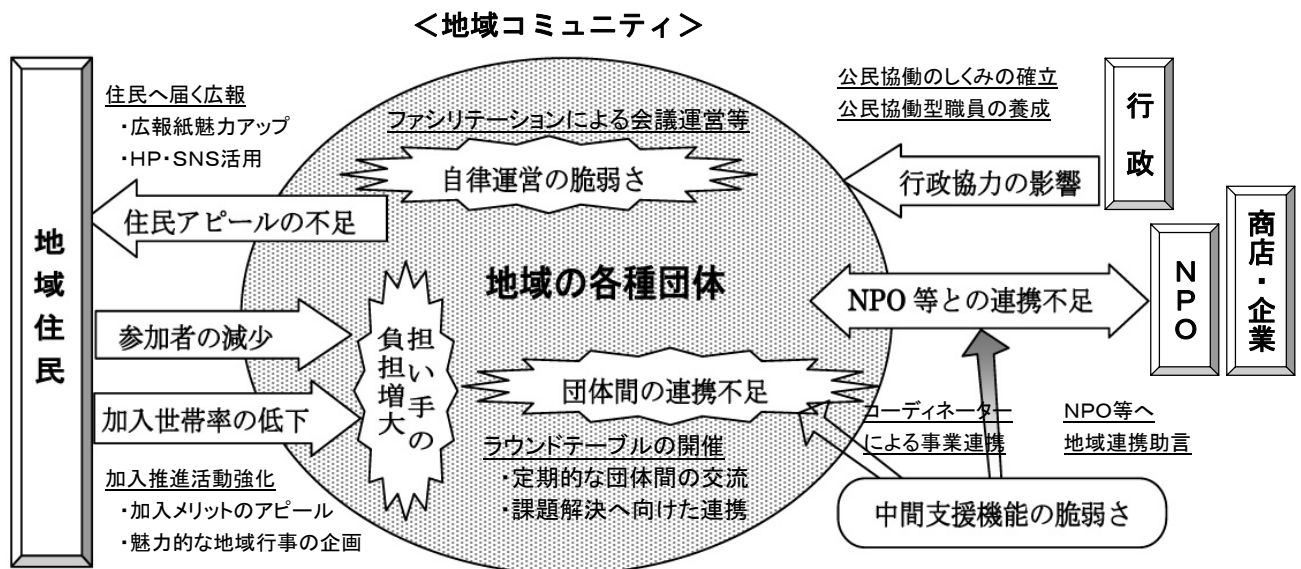 ＜地域コミュニティ＞
地域住民
住民へ届く広報
・広報紙魅力アップ
・HP・SNS活用
住民アピールの不足
参加者の減少
加入世帯率の低下
加入推進活動強化
・加入メリットのアピール
・魅力的な地域行事の企画
ファシリテーションによる会議運営等
自律運営の脆弱さ
地域の各種団体
担い手の
負担増大
団体間の連携不足
ラウンドテーブルの開催
・定期的な団体間の交流
・課題解決へ向けた連携
公民協働のしくみの確立
公民協働型職員の養成
行政協力の影響
行政
NPO等との連携不足
NPO
商店・企業
コーディネーター
による事業連携
NPO等へ
地域連携助言
中間支援機能の脆弱さ